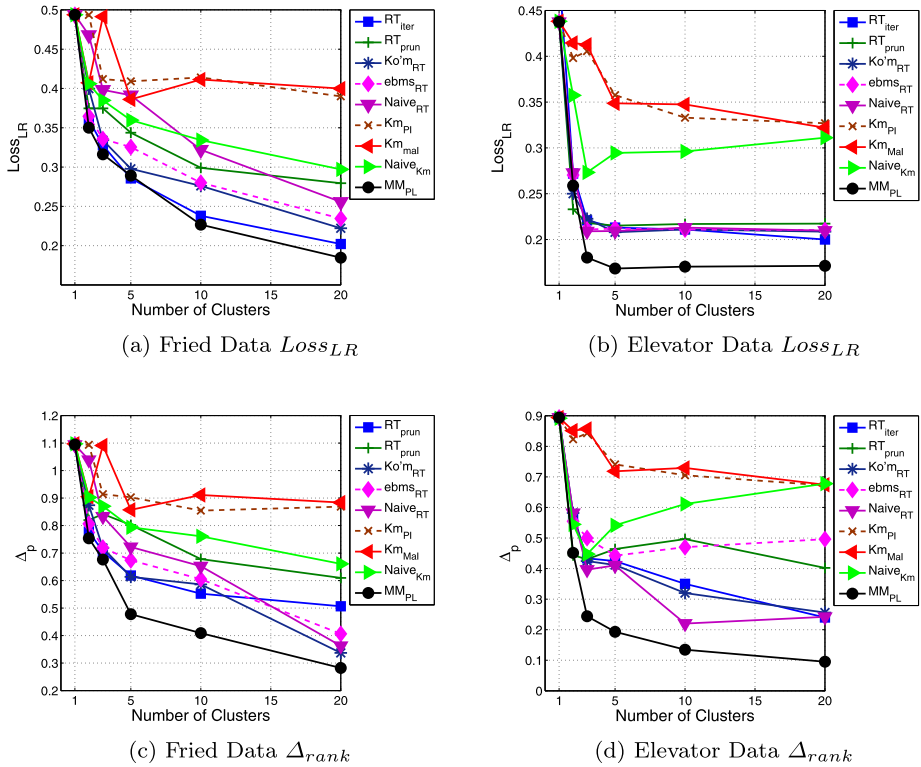 0.5
0.45
0.4
0.35
0.3
0.25
0.2
Loss_LR
1 5 10 15 20
Number of Clusters
RT_iter
RT_prun
Ko'm_RT
ebms_RT
Naive_RT
Km_Pl
Km_mal
Naive_Km
MM_PL
(a) Fried Data Loss_LR
0.45
0.4
0.35
0.3
0.25
0.2
Loss_LR
1 5 10 15 20
Number of Clusters
RT_iter
RT_prun
Ko'm_RT
ebms_RT
Naive_RT
Km_Pl
Km_Mal
Naive_Km
MM_PL
(b) Elevator Data Loss_LR
1.2
1.1
1
0.9
0.8
0.7
0.6
0.5
0.4
0.3
0.2
Δ_p
1 5 10 15 20
Number of Clusters
RT_prun
RT_prun
Ko'm_RT
ebms_RT
Naive_RT
Km_Pl
Km_Mal
Naive_Km
MM_PL
(c) Fried Data Δ_rank
0.9
0.8
0.7
0.6
0.5
0.4
0.3
0.2
0.1
0
Δ_p
1 5 10 15 20
Number of Clusters
RT_iter
RT_prun
Ko'm_RT
ebms_RT
Naive_RT
Km_Pl
Km_Mal
Naive_Km
MM_PL
(d) Elevator Data Δ_rank